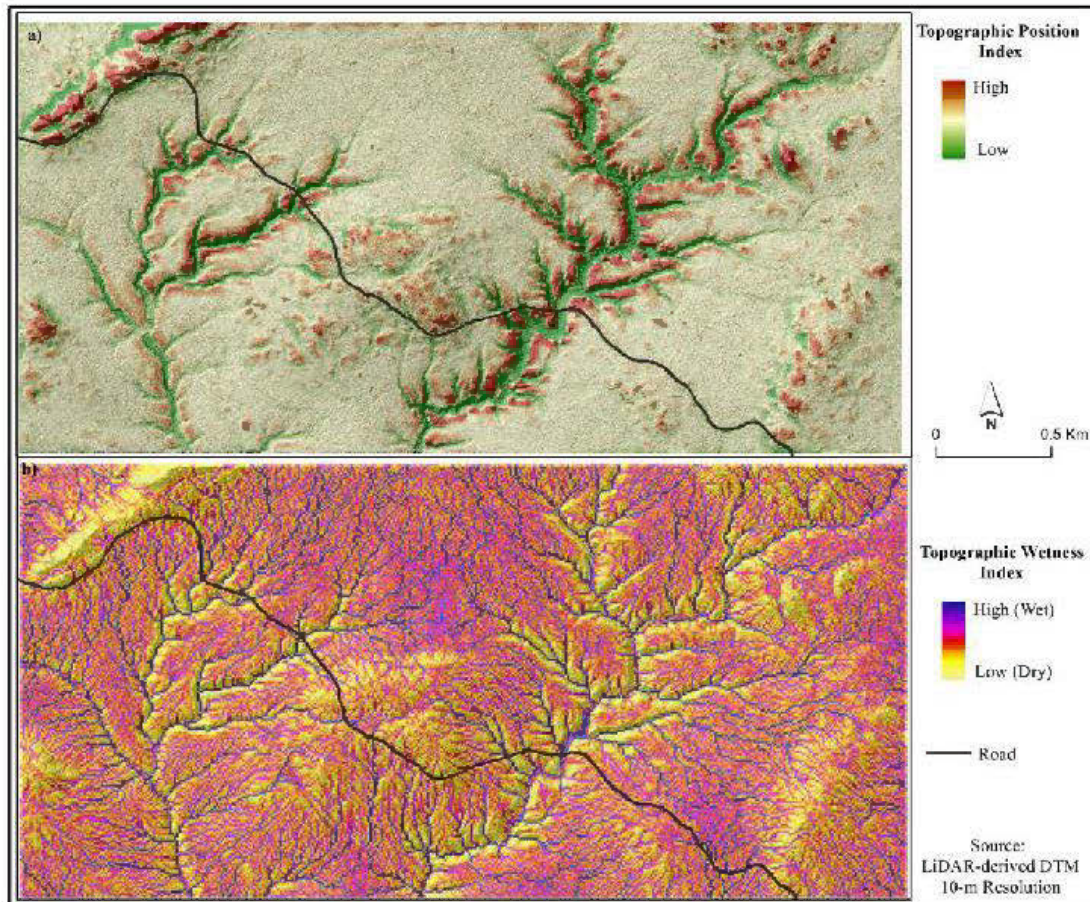 a)
Topographic Position
Index
High
Low
N
0
0.5 Km
b)
Topographic Wetness
Index
High (Wet)
Low (Dry)
Road
Source:
LiDAR-derived DTM
10-m Resolution